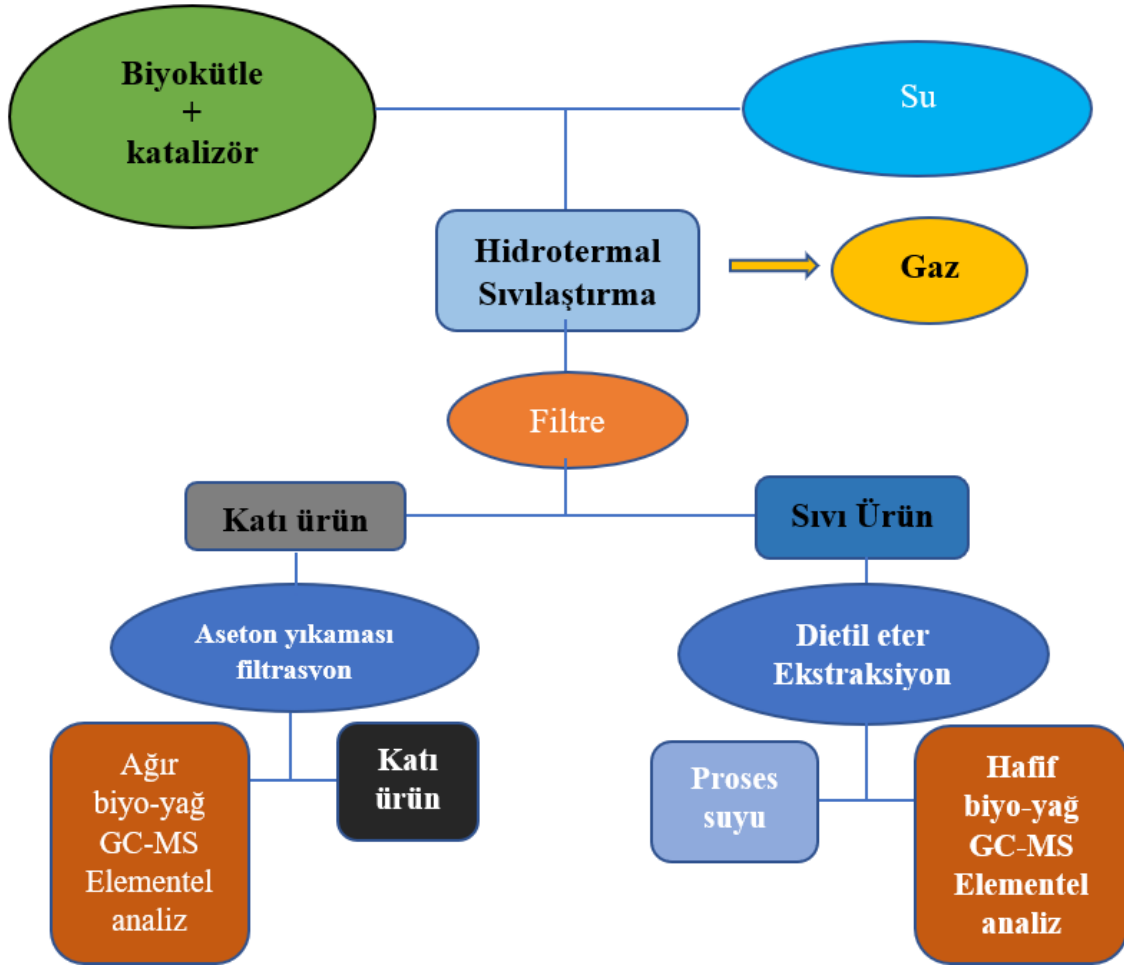 Biyokütle
+
katalizör
Su
Hidrotermal
Sıvılaştırma
Gaz
Filtre
Katı ürün
Sıvı Ürün
Aseton yıkaması
filtrasvon
Dietil eter
Ekstraksiyon
Ağır
biyo-yağ
GC-MS
Elementel
analiz
Katı
ürün
Proses
suyu
Hafif
biyo-yağ
GC-MS
Elementel
analiz